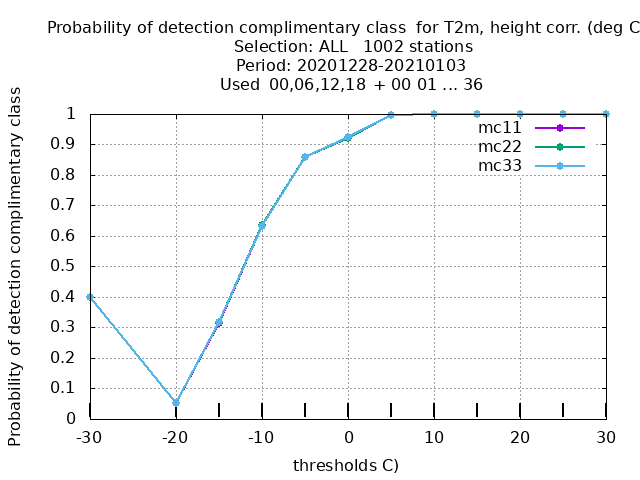 Probability of detection complimentary class for T2m, height corr. (deg C
Selection: ALL 1002 stations
Period: 20201228-20210103
Used 00,06,12,18 + 00 01 ... 36
Probability of detection complimentary class
1
0.9
0.8
0.7
0.6
0.5
0.4
0.3
0.2
0.1
0
mc11
mc22
mc33
-30 -20 -10 0 10 20 30
thresholds C)